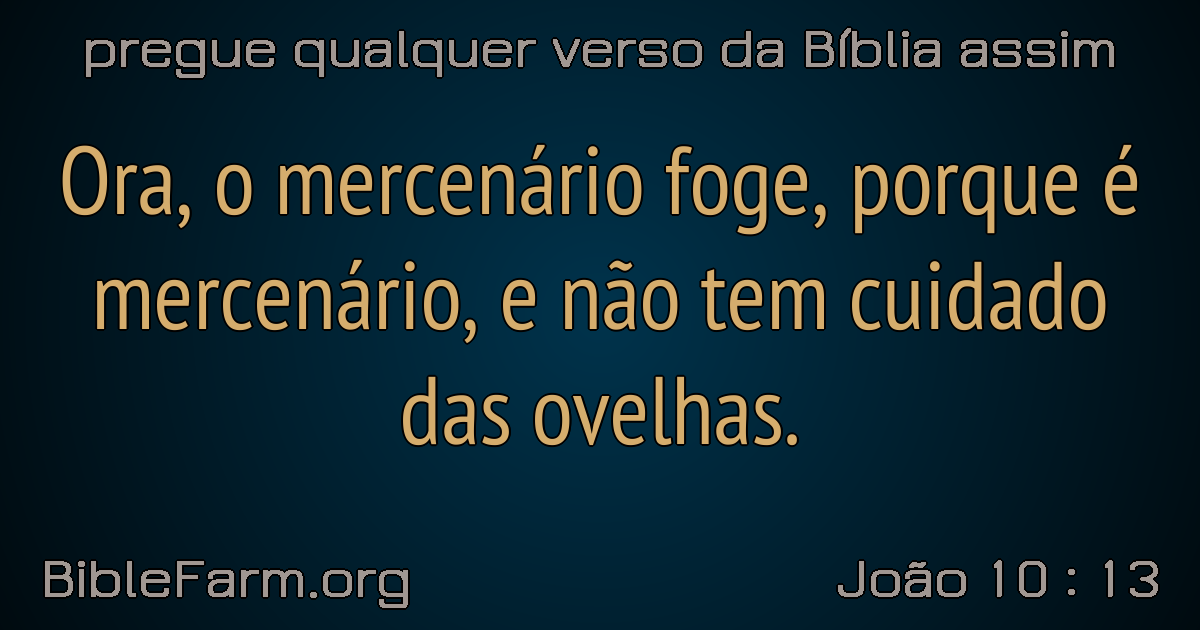 pregue qualquer verso da Bíblia assim
Ora, o mercenário foge, porque é
mercenário, e não tem cuidado
das ovelhas.
BibleFarm.org
João 10 : 13